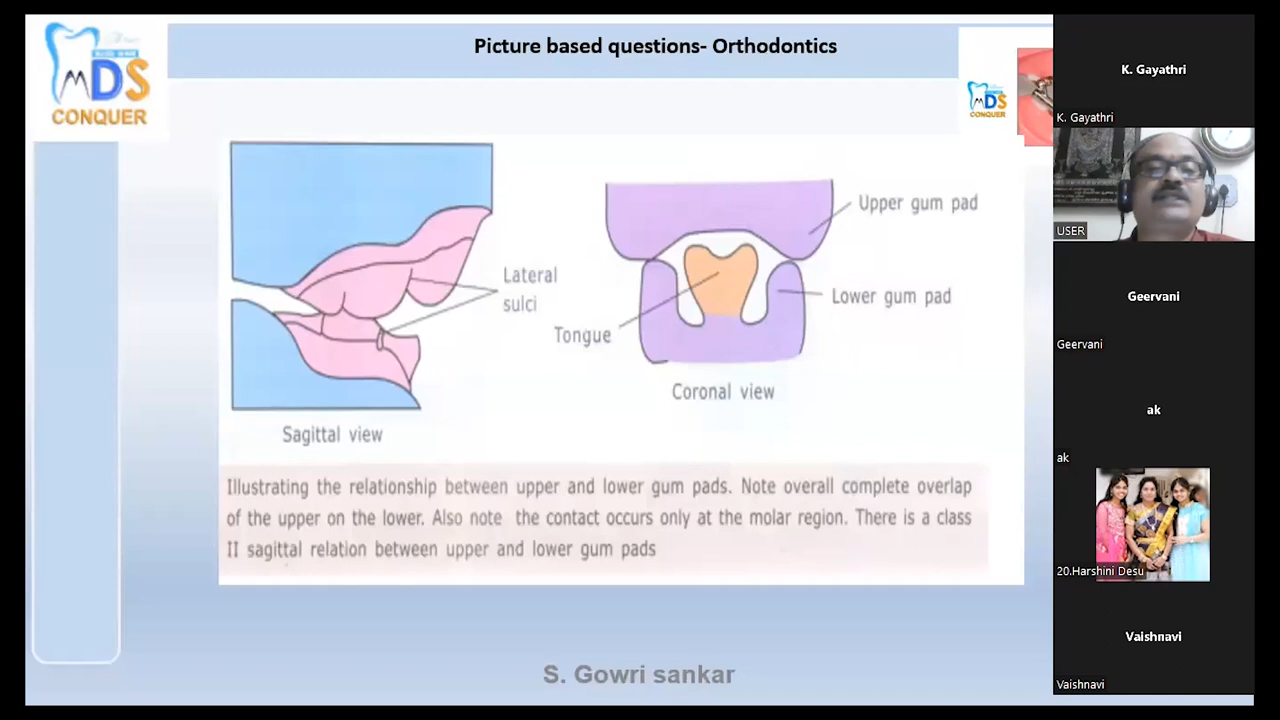 Picture based questions- Orthodontics
MDS
CONQUER
MDS
CONQUER
Upper gum pad
Lateral
sulci
Lower gum pad
Tongue
Coronal view
Sagittal view
Illustrating the relationship between upper and lower gum pads. Note overall complete overlap
of the upper on the lower. Also note the contact occurs only at the molar region. There is a class
II sagittal relation between upper and lower gum pads
S. Gowri sankar
K. Gayathri
K. Gayathri
USER
Geervani
Geervani
ak
ak
20.Harshini Desu
Vaishnavi
Vaishnavi